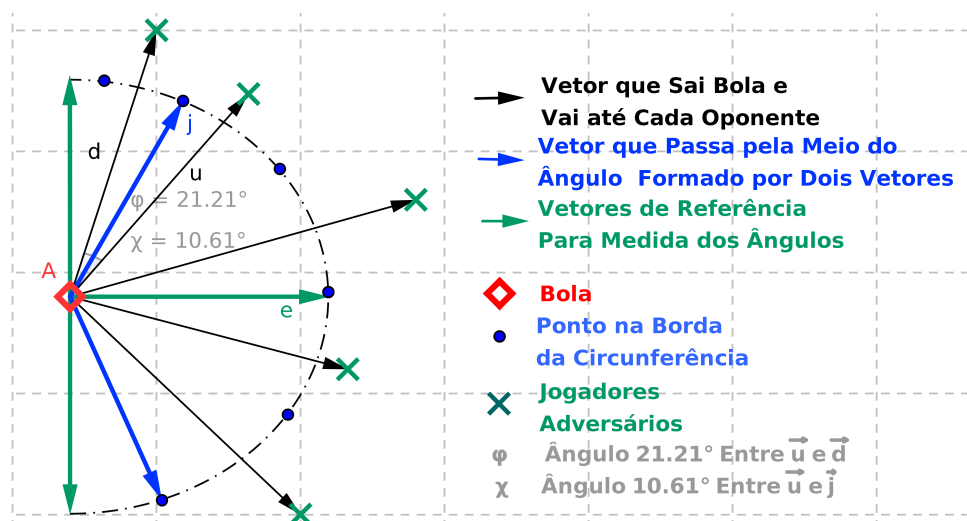 j
d
u
φ = 21.21°
χ = 10.61°
A
e
Vetor que Sai Bola e
Vai até Cada Oponente
Vetor que Passa pela Meio do
Ângulo Formado por Dois Vetores
Vetores de Referência
Para Medida dos Ângulos
Bola
Ponto na Borda
da Circunferência
Jogadores
Adversários
φ Ângulo 21.21° Entre u e d
χ Ângulo 10.61° Entre u e j